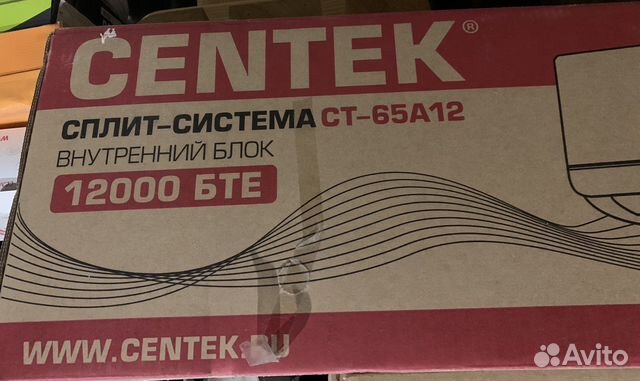 CENTEK®
СПЛИТ-СИСТЕМА CT-65A12
ВНУТРЕННИЙ БЛОК
12000 БТЕ
WWW.CENTEK.RU
Avito